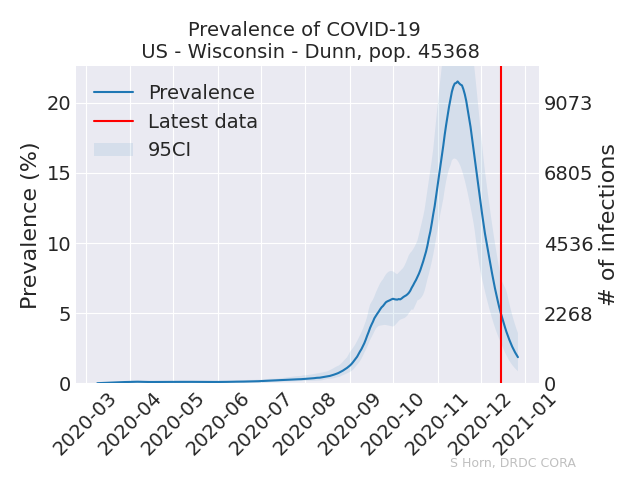 Prevalence of COVID-19
US - Wisconsin - Dunn, pop. 45368
Prevalence
Latest data
95CI
Prevalence (%)
20
15
10
5
0
9073
6805
4536
2268
0
# of infections
2020-03
2020-04
2020-05
2020-06
2020-07
2020-08
2020-09
2020-10
2020-11
2020-12
2021-01
S Horn, DRDC CORA